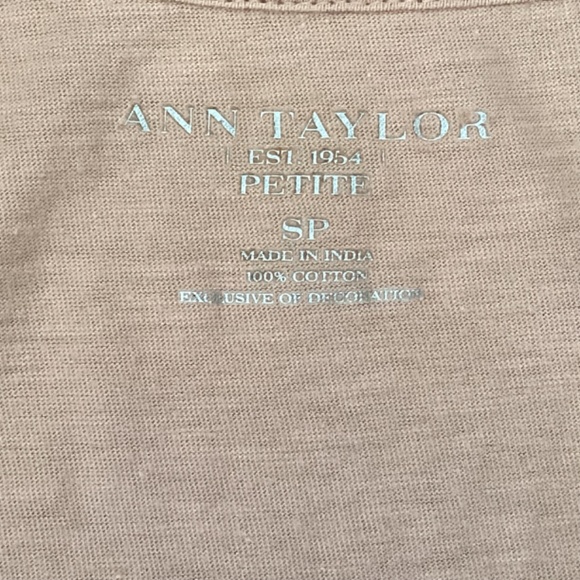 ANN TAYLOR
EST. 1954
PETITE
SP
MADE IN INDIA
100% COTTON
EXCLUSIVE OF DECORATION